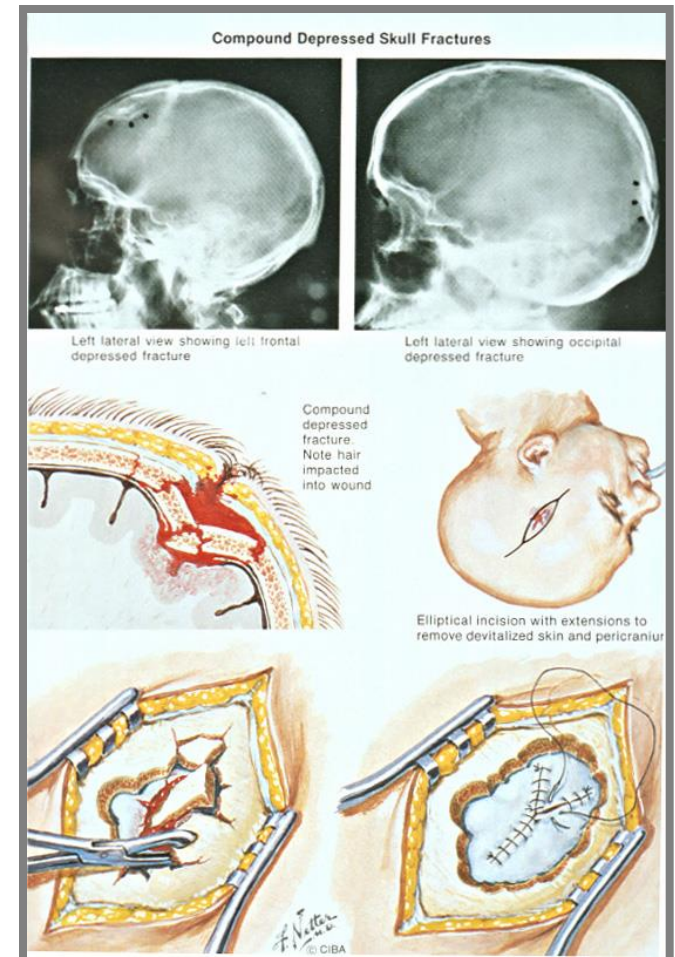 Compound Depressed Skull Fractures
Left lateral view showing left frontal
depressed fracture
Left lateral view showing occipital
depressed fracture
Compound
depressed
fracture.
Note hair
impacted
into wound
Elliptical incision with extensions to
remove devitalized skin and pericraniur
F. Netter
M.D.
© CIBA